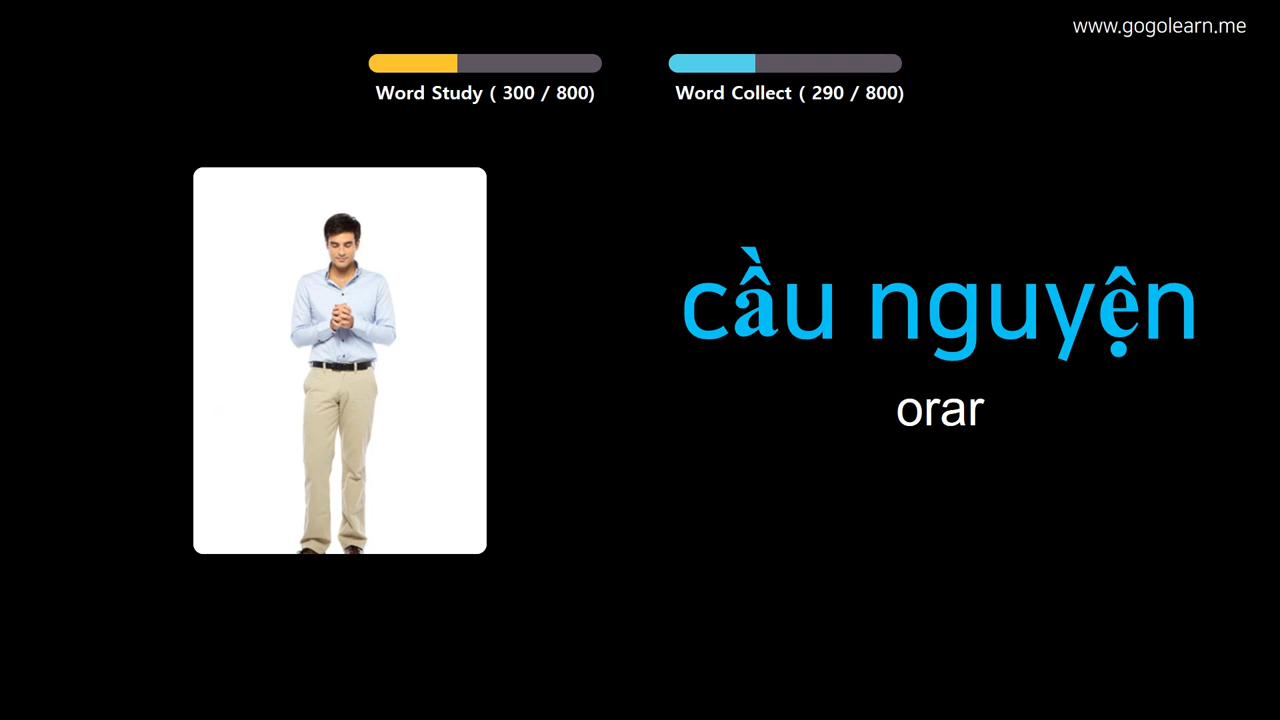 www.gogolearn.me
Word Study ( 300 / 800)
Word Collect ( 290 / 800)
cầu nguyện
orar